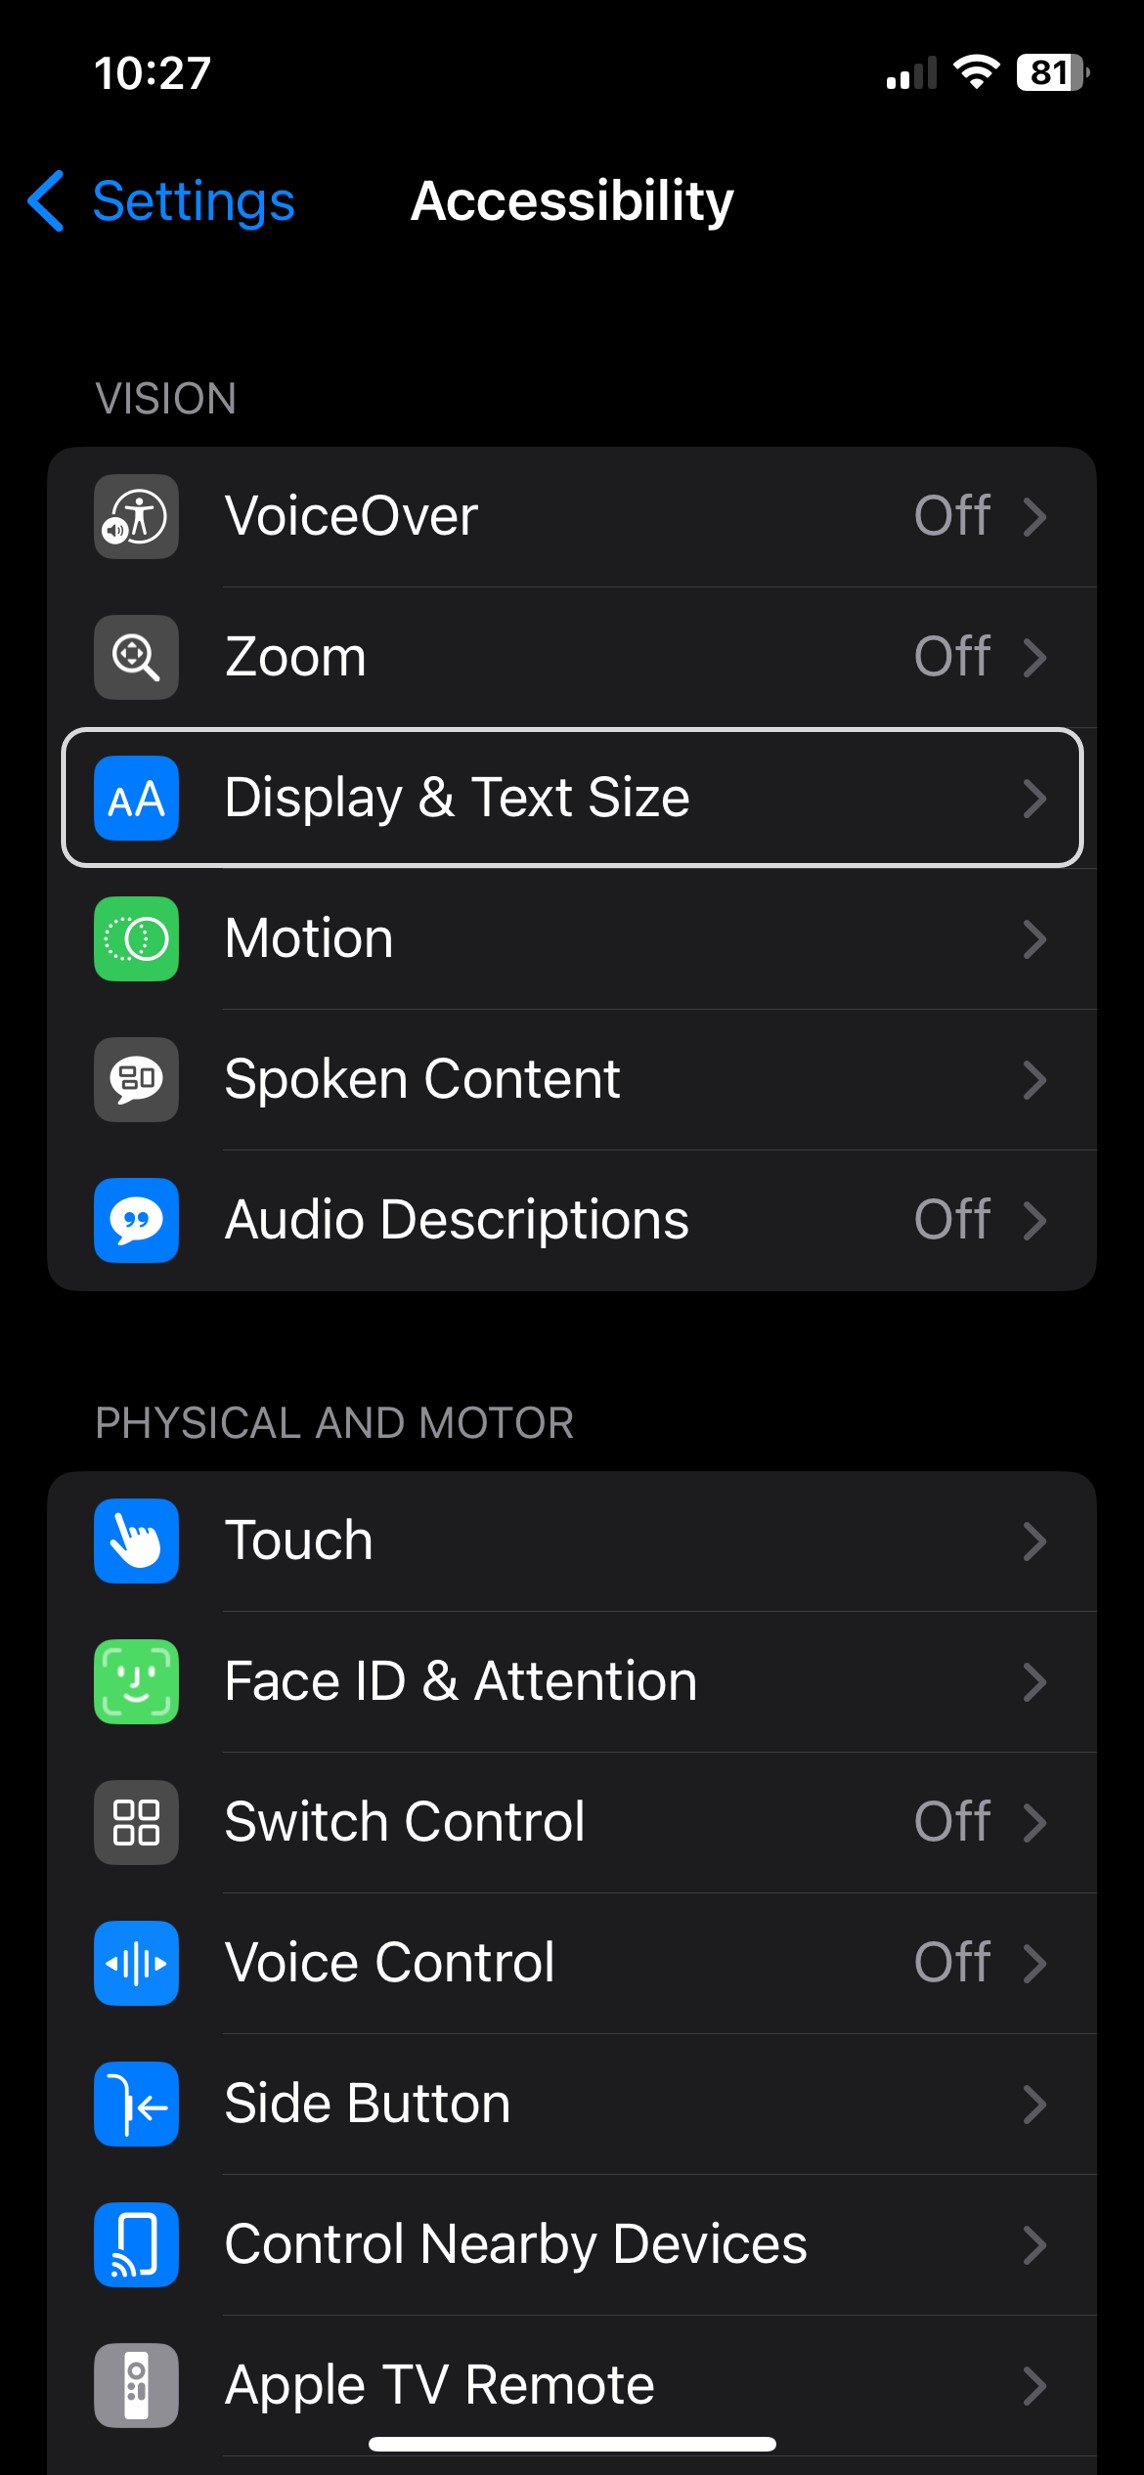 10:27
81
Settings
Accessibility
VISION
VoiceOver Off
Zoom Off
AA Display & Text Size
Motion
Spoken Content
Audio Descriptions Off
PHYSICAL AND MOTOR
Touch
Face ID & Attention
Switch Control Off
Voice Control Off
Side Button
Control Nearby Devices
Apple TV Remote